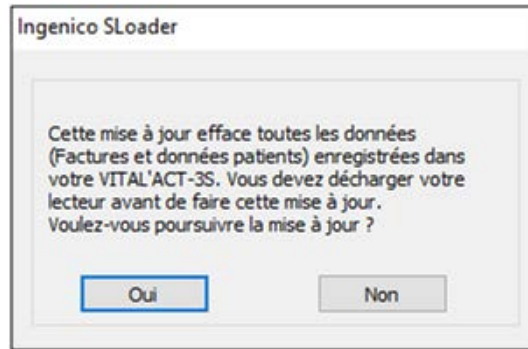 Ingenico SLoader
Cette mise à jour efface toutes les données
(Factures et données patients) enregistrées dans
votre VITAL'ACT-3S. Vous devez décharger votre
lecteur avant de faire cette mise à jour.
Voulez-vous poursuivre la mise à jour ?
Oui
Non